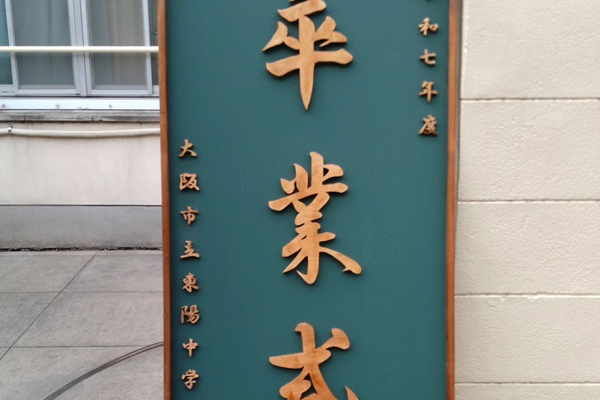 和七年度
卒業式
大阪市立東陽中学